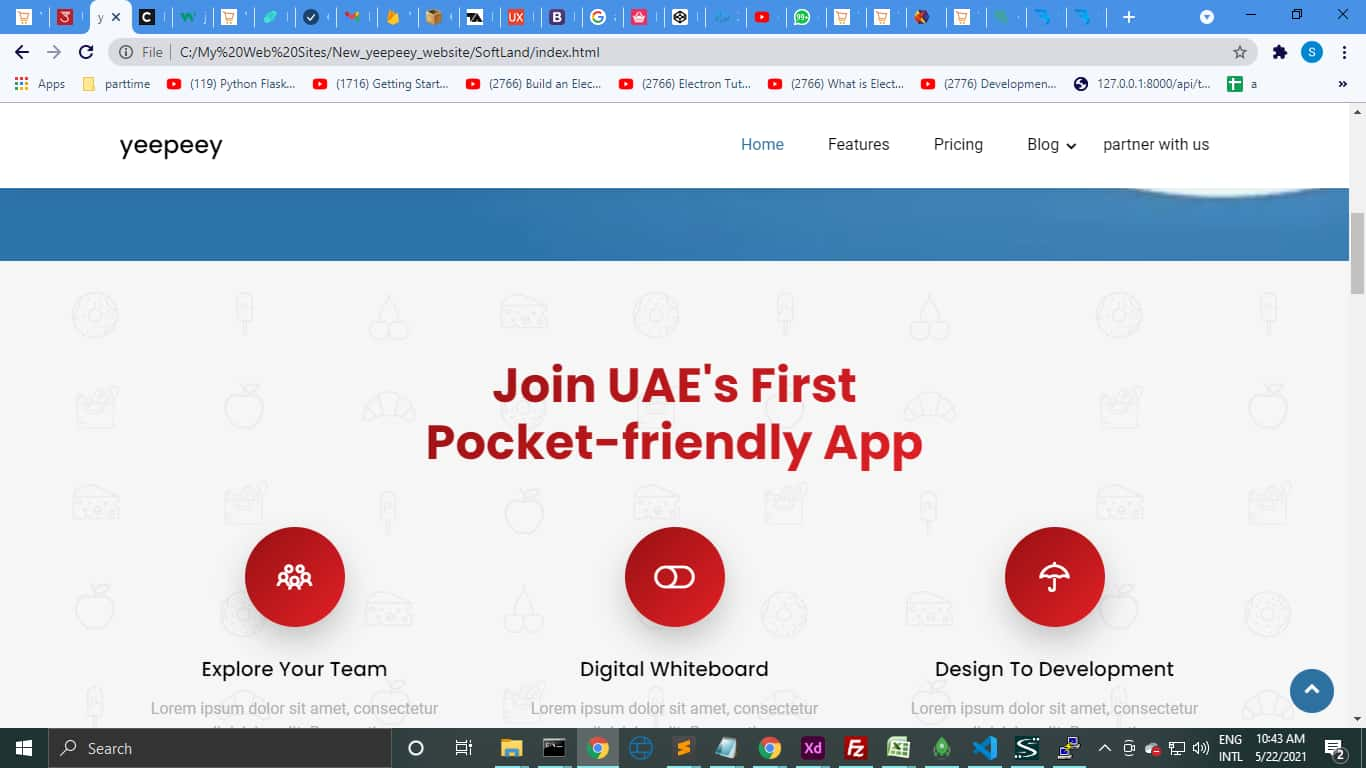 File
C:/My%20Web%20Sites/New_yeepeey_website/SoftLand/index.html
S
Apps
parttime
(119) Python Flask...
(1716) Getting Start...
(2766) Build an Elec...
(2766) Electron Tut...
(2766) What is Elect...
(2776) Developmen...
127.0.0.1:8000/api/t...
a
»
yeepeey
Home
Features
Pricing
Blog
partner with us
Join UAE's First
Pocket-friendly App
Explore Your Team
Digital Whiteboard
Design To Development
Lorem ipsum dolor sit amet, consectetur
Lorem ipsum dolor sit amet, consectetur
Lorem ipsum dolor sit amet, consectetur
Search
Xd
ENG
INTL
10:43 AM
5/22/2021
2